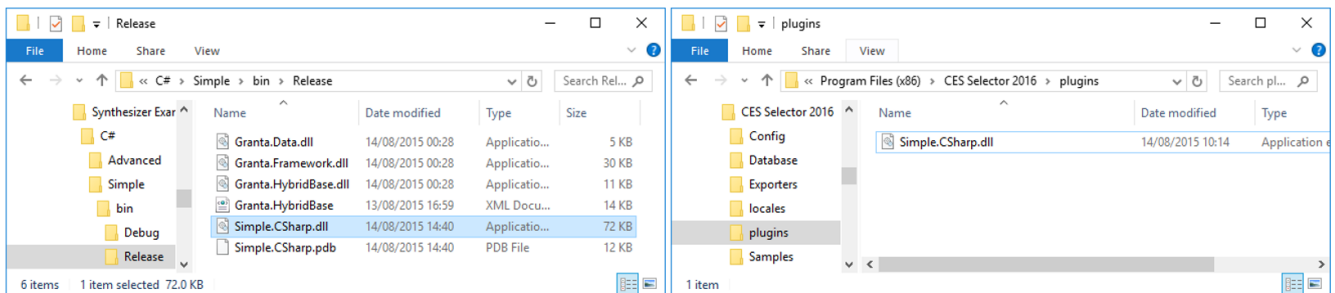 Release
File Home Share View
C# Simple bin Release Search Rel...
Synthesizer Exar
C#
Advanced
Simple
bin
Debug
Release
Name Date modified Type Size
Granta.Data.dll 14/08/2015 00:28 Applicatio... 5 KB
Granta.Framework.dll 14/08/2015 00:28 Applicatio... 30 KB
Granta.HybridBase.dll 14/08/2015 00:28 Applicatio... 11 KB
Granta.HybridBase 13/08/2015 16:59 XML Docu... 14 KB
Simple.CSharp.dll 14/08/2015 14:40 Applicatio... 72 KB
Simple.CSharp.pdb 14/08/2015 14:40 PDB File 12 KB
6 items 1 item selected 72.0 KB
plugins
File Home Share View
« Program Files (x86) > CES Selector 2016 > plugins Search pl...
CES Selector 2016
Config
Database
Exporters
locales
plugins
Samples
Name Date modified Type
Simple.CSharp.dll 14/08/2015 10:14 Application e
1 item